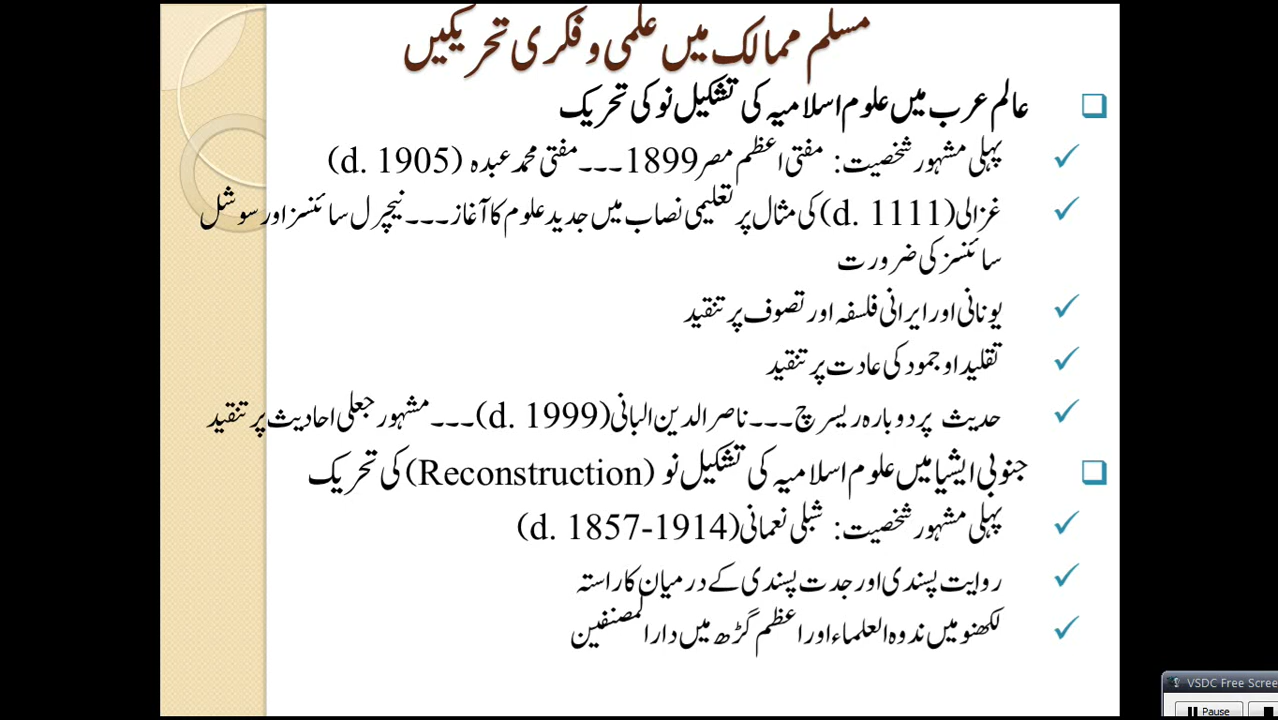 مسلم ممالک میں علمی و فکری تحریکیں
عالم عرب میں علوم اسلامیہ کی تشکیل نو کی تحریک
پہلی مشہور شخصیت: مفتی اعظم مصر 1899۔۔۔مفتی محمد عبدہ (d. 1905)
غزالی (d. 1111) کی مثال پر تعلیمی نصاب میں جدید علوم کا آغاز۔۔۔نیچرل سائنسز اور سوشل
سائنسز کی ضرورت
یونانی اور ایرانی فلسفہ اور تصوف پر تنقید
تقلید او جمود کی عادت پر تنقید
حدیث پر دوبارہ ریسرچ۔۔۔ناصر الدین البانی (d. 1999)۔۔۔مشہور جعلی احادیث پر تنقید
جنوبی ایشیا میں علوم اسلامیہ کی تشکیل نو (Reconstruction) کی تحریک
پہلی مشہور شخصیت: شبلی نعمانی (d. 1857-1914)
روایت پسندی اور جدت پسندی کے درمیان کا راستہ
لکھنو میں ندوہ العلماء اور اعظم گڑھ میں دار المصنفین
VSDC Free Scree
Pause